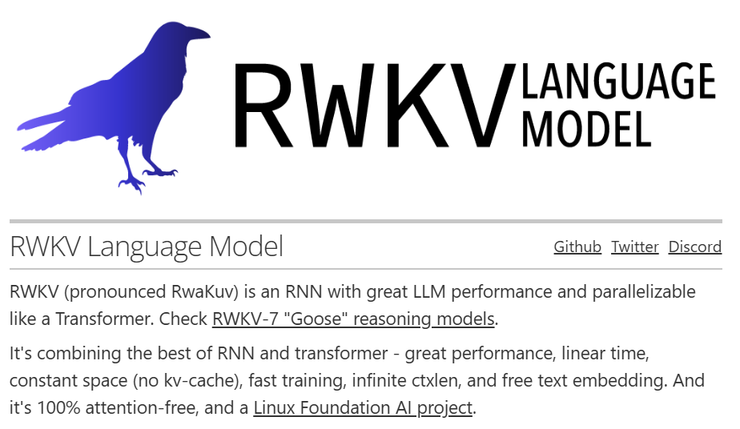 RWKV LANGUAGE
MODEL
RWKV Language Model
Github Twitter Discord
RWKV (pronounced RwaKuv) is an RNN with great LLM performance and parallelizable
like a Transformer. Check RWKV-7 "Goose" reasoning models.
It's combining the best of RNN and transformer - great performance, linear time,
constant space (no kv-cache), fast training, infinite ctxlen, and free text embedding. And
it's 100% attention-free, and a Linux Foundation AI project.